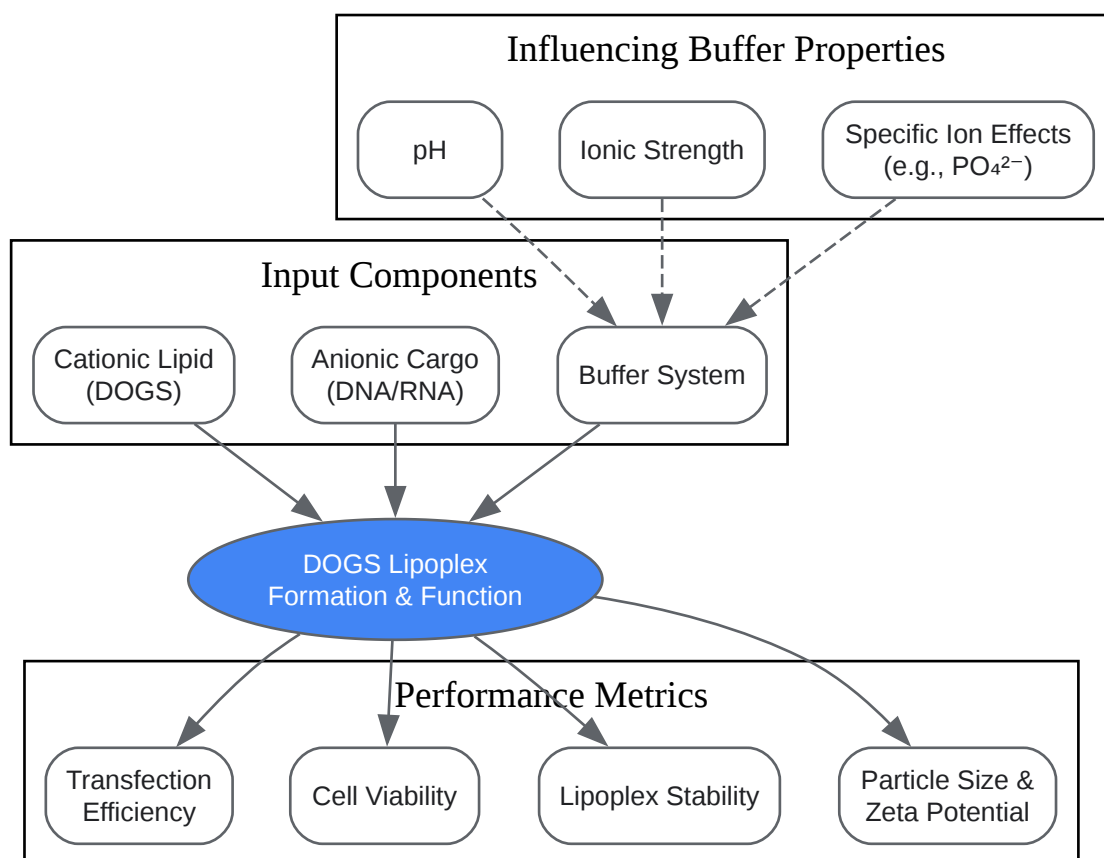 Influencing Buffer Properties
pH
Ionic Strength
Specific Ion Effects
(e.g., PO₄²⁻)
Input Components
Cationic Lipid
(DOGS)
Anionic Cargo
(DNA/RNA)
Buffer System
DOGS Lipoplex
Formation & Function
Performance Metrics
Transfection
Efficiency
Cell Viability
Lipoplex Stability
Particle Size &
Zeta Potential